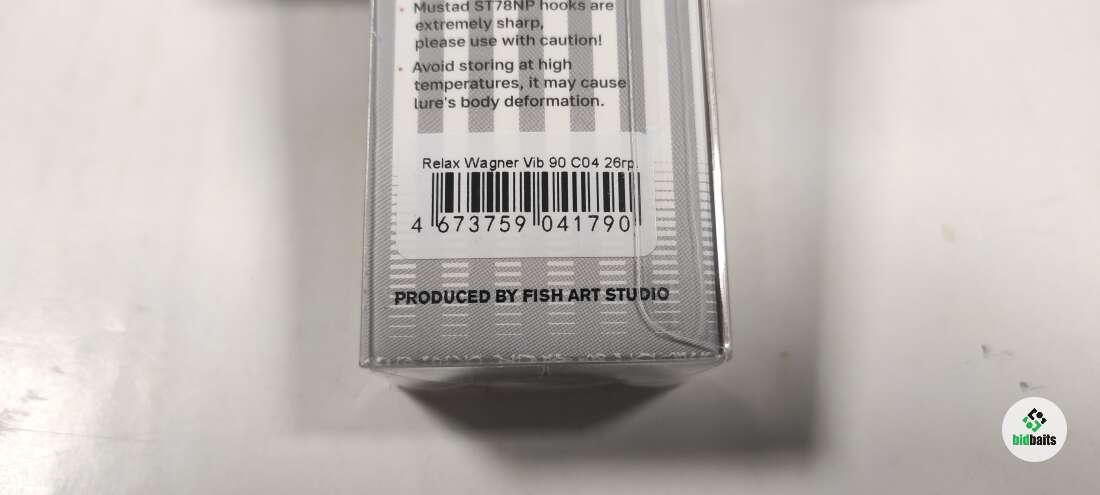 Mustad ST78NP hooks are
extremely sharp,
please use with caution!
Avoid storing at high
temperatures, it may cause
lure's body deformation.
Relax Wagner Vib 90 C04 26гр.
4 673759 041790
PRODUCED BY FISH ART STUDIO
bidbaits